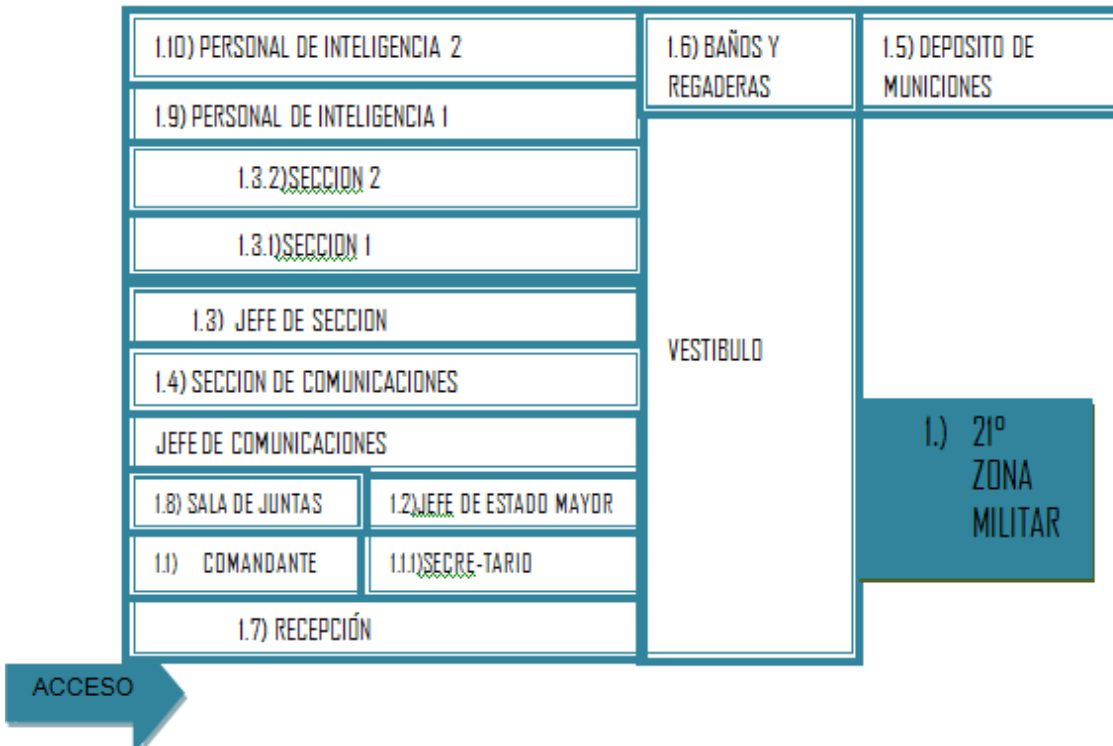 1.10) PERSONAL DE INTELIGENCIA 2
1.6) BAÑOS Y
REGADERAS
1.5) DEPOSITO DE
MUNICIONES
1.9) PERSONAL DE INTELIGENCIA 1
1.3.2)SECCION 2
1.3.1)SECCION 1
1.3) JEFE DE SECCION
VESTIBULO
1.4) SECCION DE COMUNICACIONES
JEFE DE COMUNICACIONES
1.) 21°
ZONA
MILITAR
1.8) SALA DE JUNTAS
1.2)JEFE DE ESTADO MAYOR
1.1) COMANDANTE
1.1.1)SECRE-TARIO
1.7) RECEPCIÓN
ACCESO